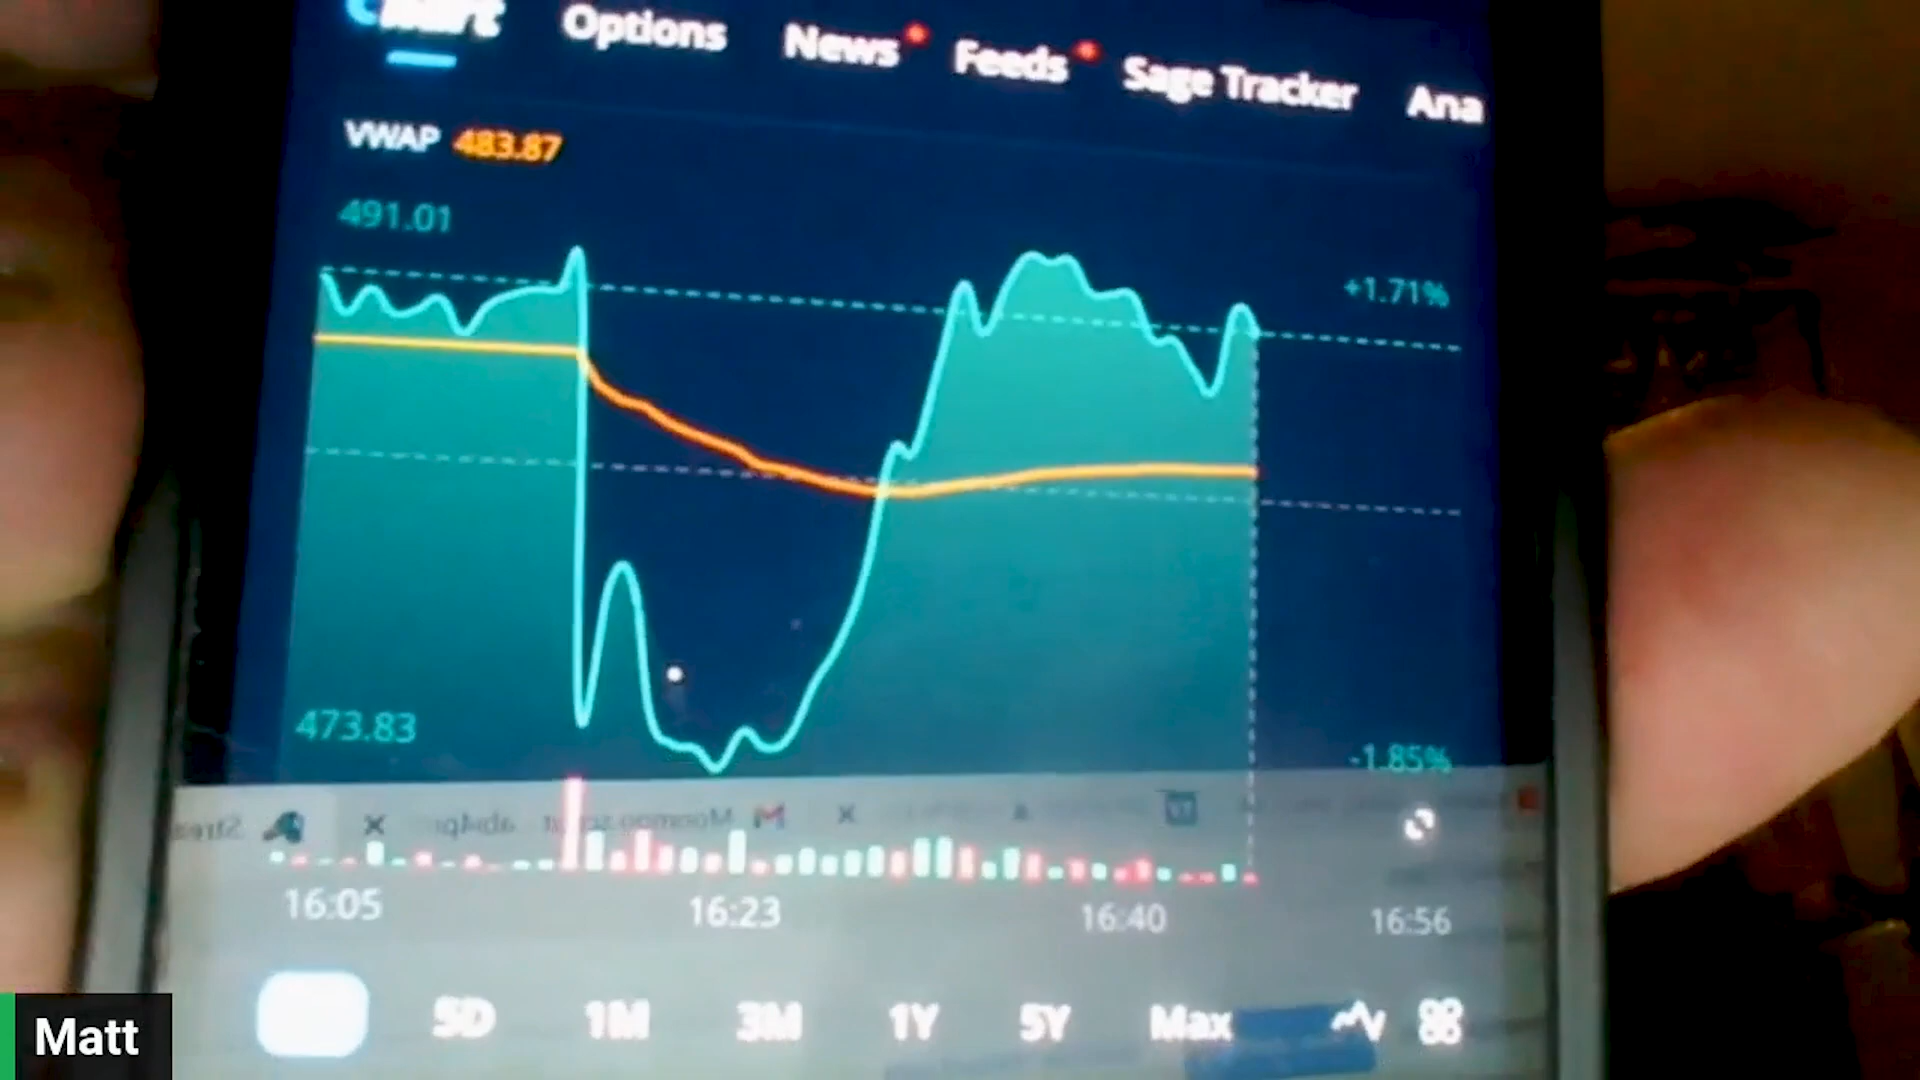 Options News Feeds Sage Tracker Ana
VWAP 483.87
491.01
+1.71%
473.83
-1.85%
16:05 16:23 16:40 16:56
5D 1M 3M 1Y 5Y Max
Matt